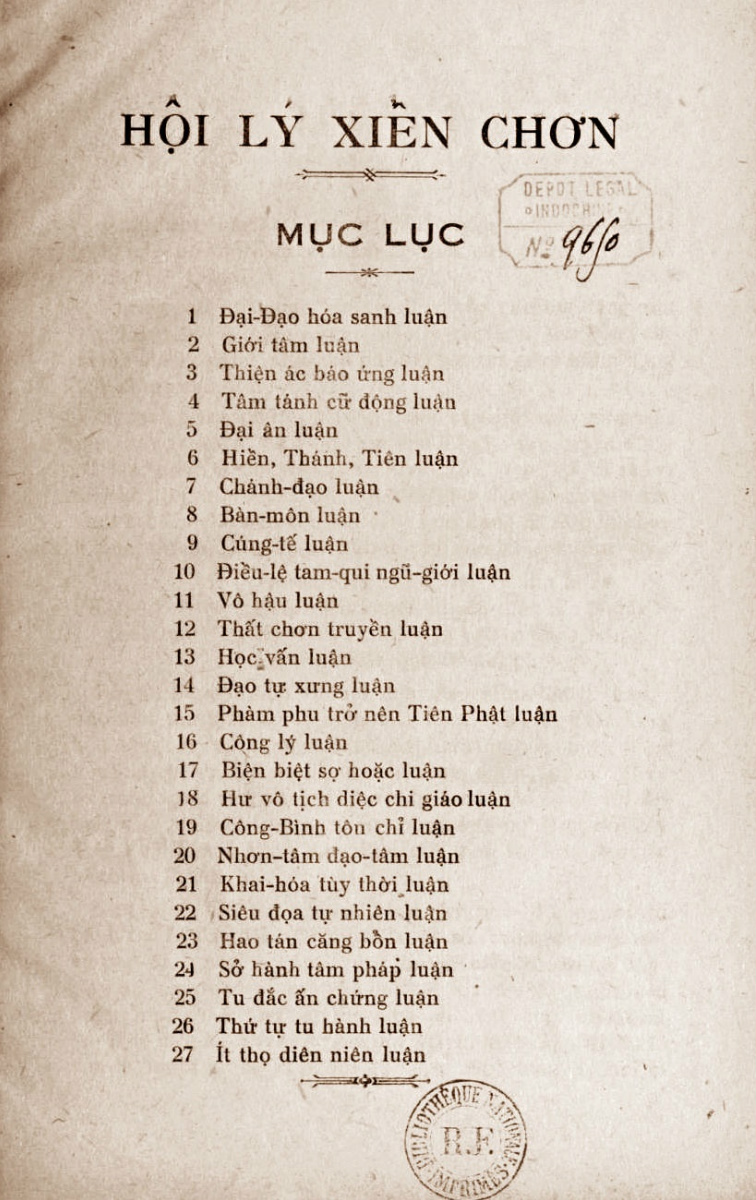 HỘI LÝ XIỀN CHƠN
DEPOT LEGAL
INDOCHINE
MỤC LỤC
Nº 9650
1 Đại-Đạo hóa sanh luận
2 Giới tâm luận
3 Thiện ác báo ứng luận
4 Tâm tánh cữ động luận
5 Đại ân luận
6 Hiền, Thánh, Tiên luận
7 Chánh-đạo luận
8 Bàn-môn luận
9 Cúng-tế luận
10 Điều-lệ tam-qui ngũ-giới luận
11 Vô hậu luận
12 Thất chơn truyền luận
13 Học vấn luận
14 Đạo tự xưng luận
15 Phàm phu trở nên Tiên Phật luận
16 Công lý luận
17 Biện biệt sợ hoặc luận
18 Hư vô tịch diệc chi giáo luận
19 Công-Bình tôn chỉ luận
20 Nhơn-tâm đạo-tâm luận
21 Khai-hóa tùy thời luận
22 Siêu đọa tự nhiên luận
23 Hao tán căng bồn luận
24 Sở hành tâm pháp luận
25 Tu đắc ấn chứng luận
26 Thứ tự tu hành luận
27 Ít thọ diên niên luận
BIBLIOTHÈQUE NATIONALE
R.F.
IMPRIMÉS